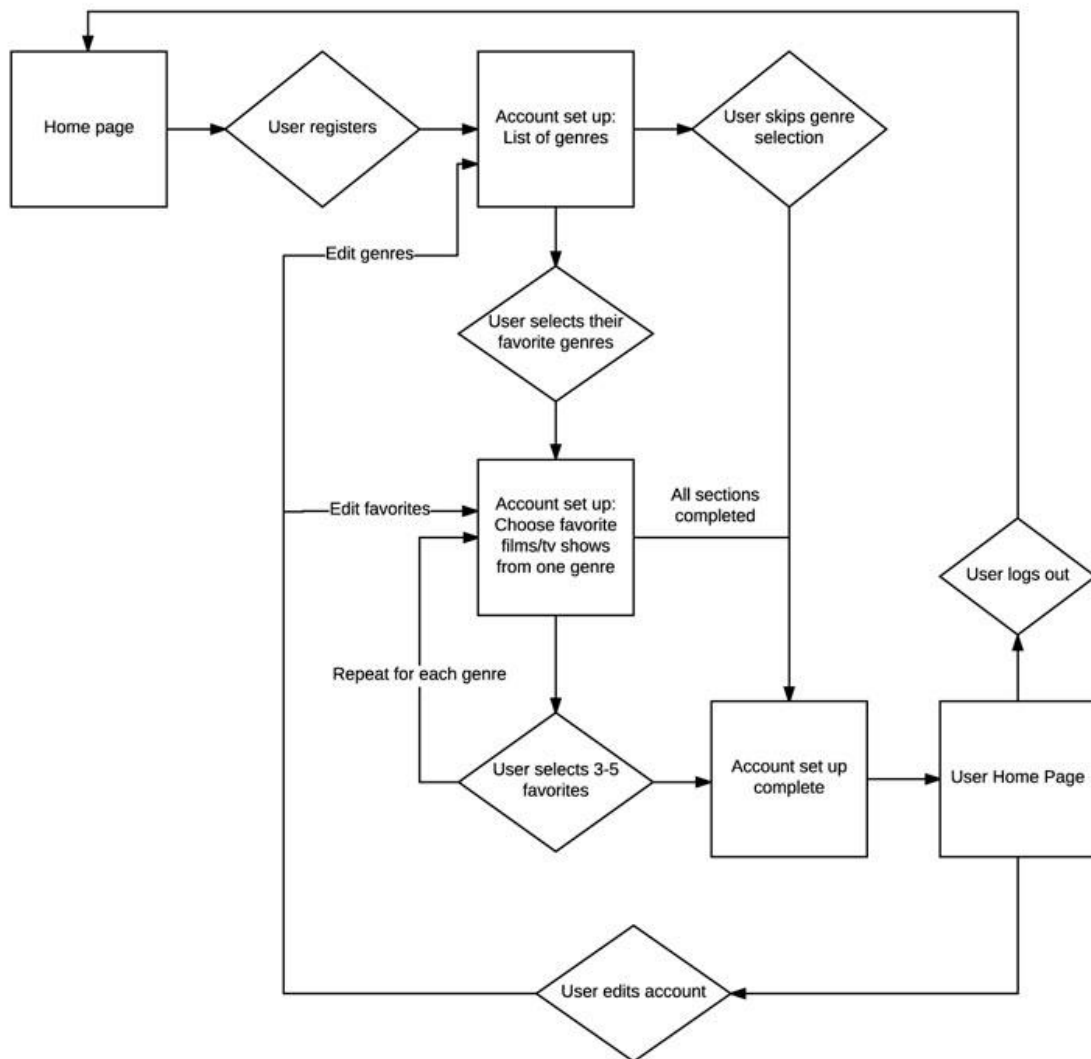 Home page
User registers
Account set up:
List of genres
User skips genre
selection
Edit genres
User selects their
favorite genres
Edit favorites
Account set up:
Choose favorite
films/tv shows
from one genre
All sections
completed
User logs out
Repeat for each genre
User selects 3-5
favorites
Account set up
complete
User Home Page
User edits account